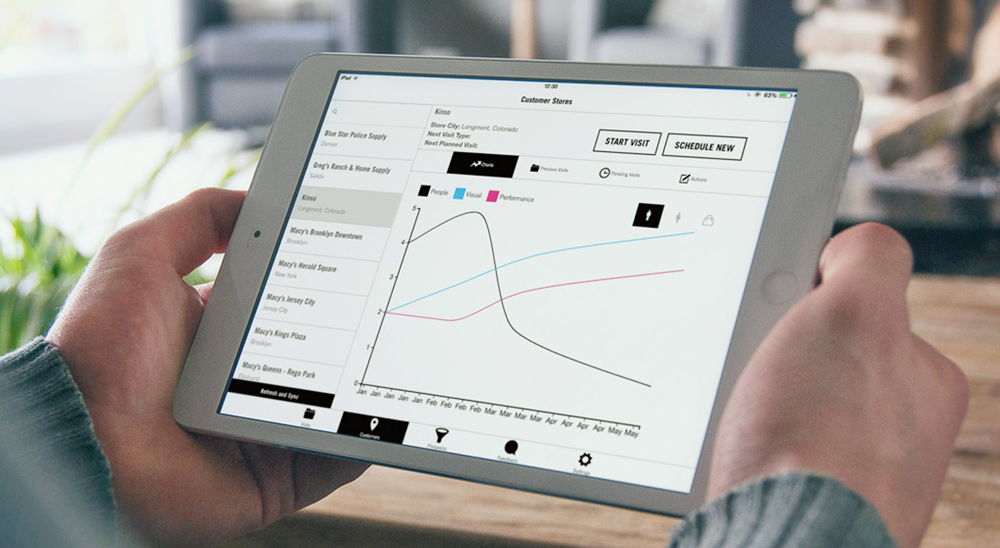 iPad
12:30
63%
Customer Stores
Blue Star Police Supply
Denver
Greg's Ranch & Home Supply
Salida
Kinso
Longmont, Colorado
Macy's Brooklyn Downtown
Brooklyn
Macy's Herald Square
New York
Macy's Jersey City
Jersey City
Macy's Kings Plaza
Brooklyn
Macy's Queens - Rego Park
Elmhurst
Refresh and Sync
Kinso
Store City: Longmont, Colorado
Next Visit Type:
Next Planned Visit:
START VISIT
SCHEDULE NEW
Charts
Previous Visits
Pending Visits
Actions
People Visual Performance
5
4
3
2
1
0
Jan Jan Jan Jan Jan Feb Feb Feb Feb Mar Mar Mar Mar Apr Apr Apr Apr May May
Visits
Customers
Prospects
Feedback
Settings